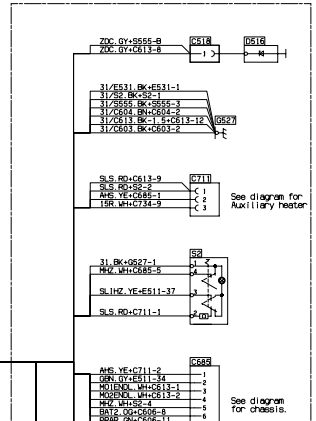 ZDC.GY+S555-B C518 D516
ZDC.GY+C613-8 1
31/E531.BK+E531-1
31/S2.BK+S2-1
31/S555.BK+S555-3
31/C604.BN+C604-2
31/C613.BK-1.5+C613-12 G527
31/C603.BK+C603-2
SLS.RD+C613-9 C711
SLS.RD+S2-2 1
AHS.YE+C685-1 2
15R.WH+C734-9 3
See diagram for
Auxiliary heater
S2
31.BK+G527-1 1
MHZ.WH+C685-5 4
SLIHZ.YE+E511-37 3
SLS.RD+C711-1 2
C685
AHS.YE+C711-2 1
GBN.GY+E511-34 2
MO1ENDL.WH+C613-1 3
MO2ENDL.WH+C613-2 4
MHZ.WH+S2-4 5
BAT2.OG+C606-8 6
See diagram
for chassis.